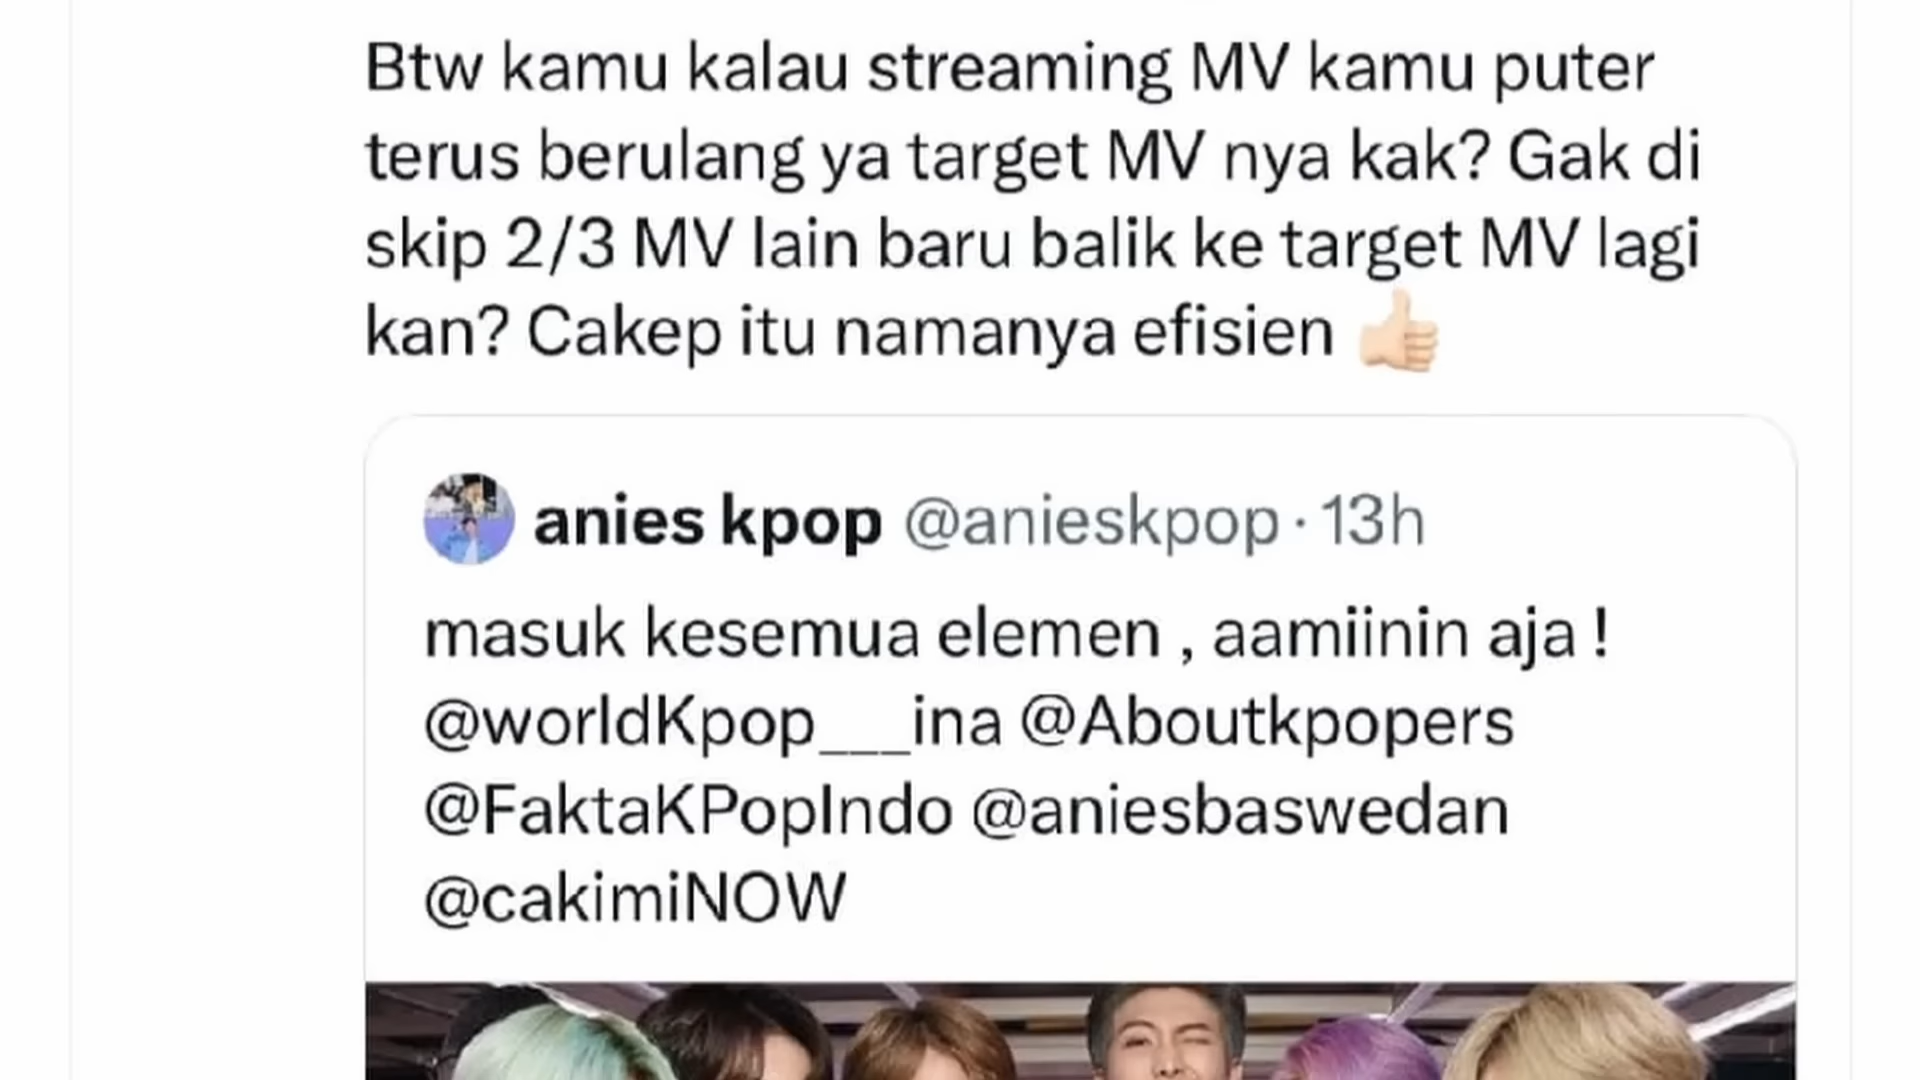 Btw kamu kalau streaming MV kamu puter
terus berulang ya target MV nya kak? Gak di
skip 2/3 MV lain baru balik ke target MV lagi
kan? Cakep itu namanya efisien 👍🏻
anies kpop @anieskpop · 13h
masuk kesemua elemen , aamiinin aja !
@worldKpop___ina @Aboutkpopers
@FaktaKPopIndo @aniesbaswedan
@cakimiNOW